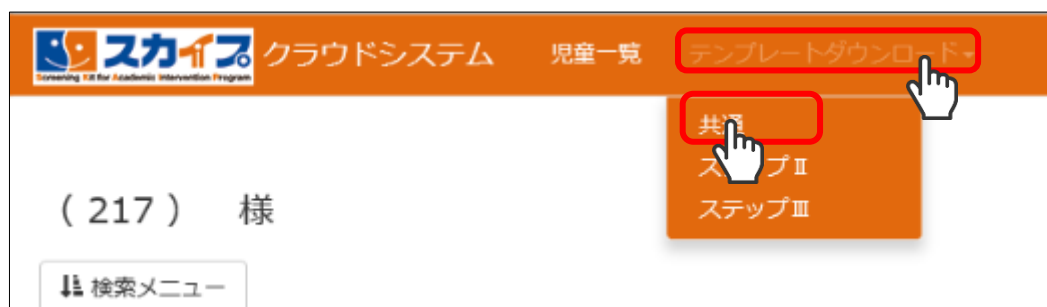 スカイプ クラウドシステム 児童一覧 テンプレートダウンロード
Screening Kit for Academic Intervention Program
共通
ステップⅡ
ステップⅢ
( 217 ) 様
検索メニュー